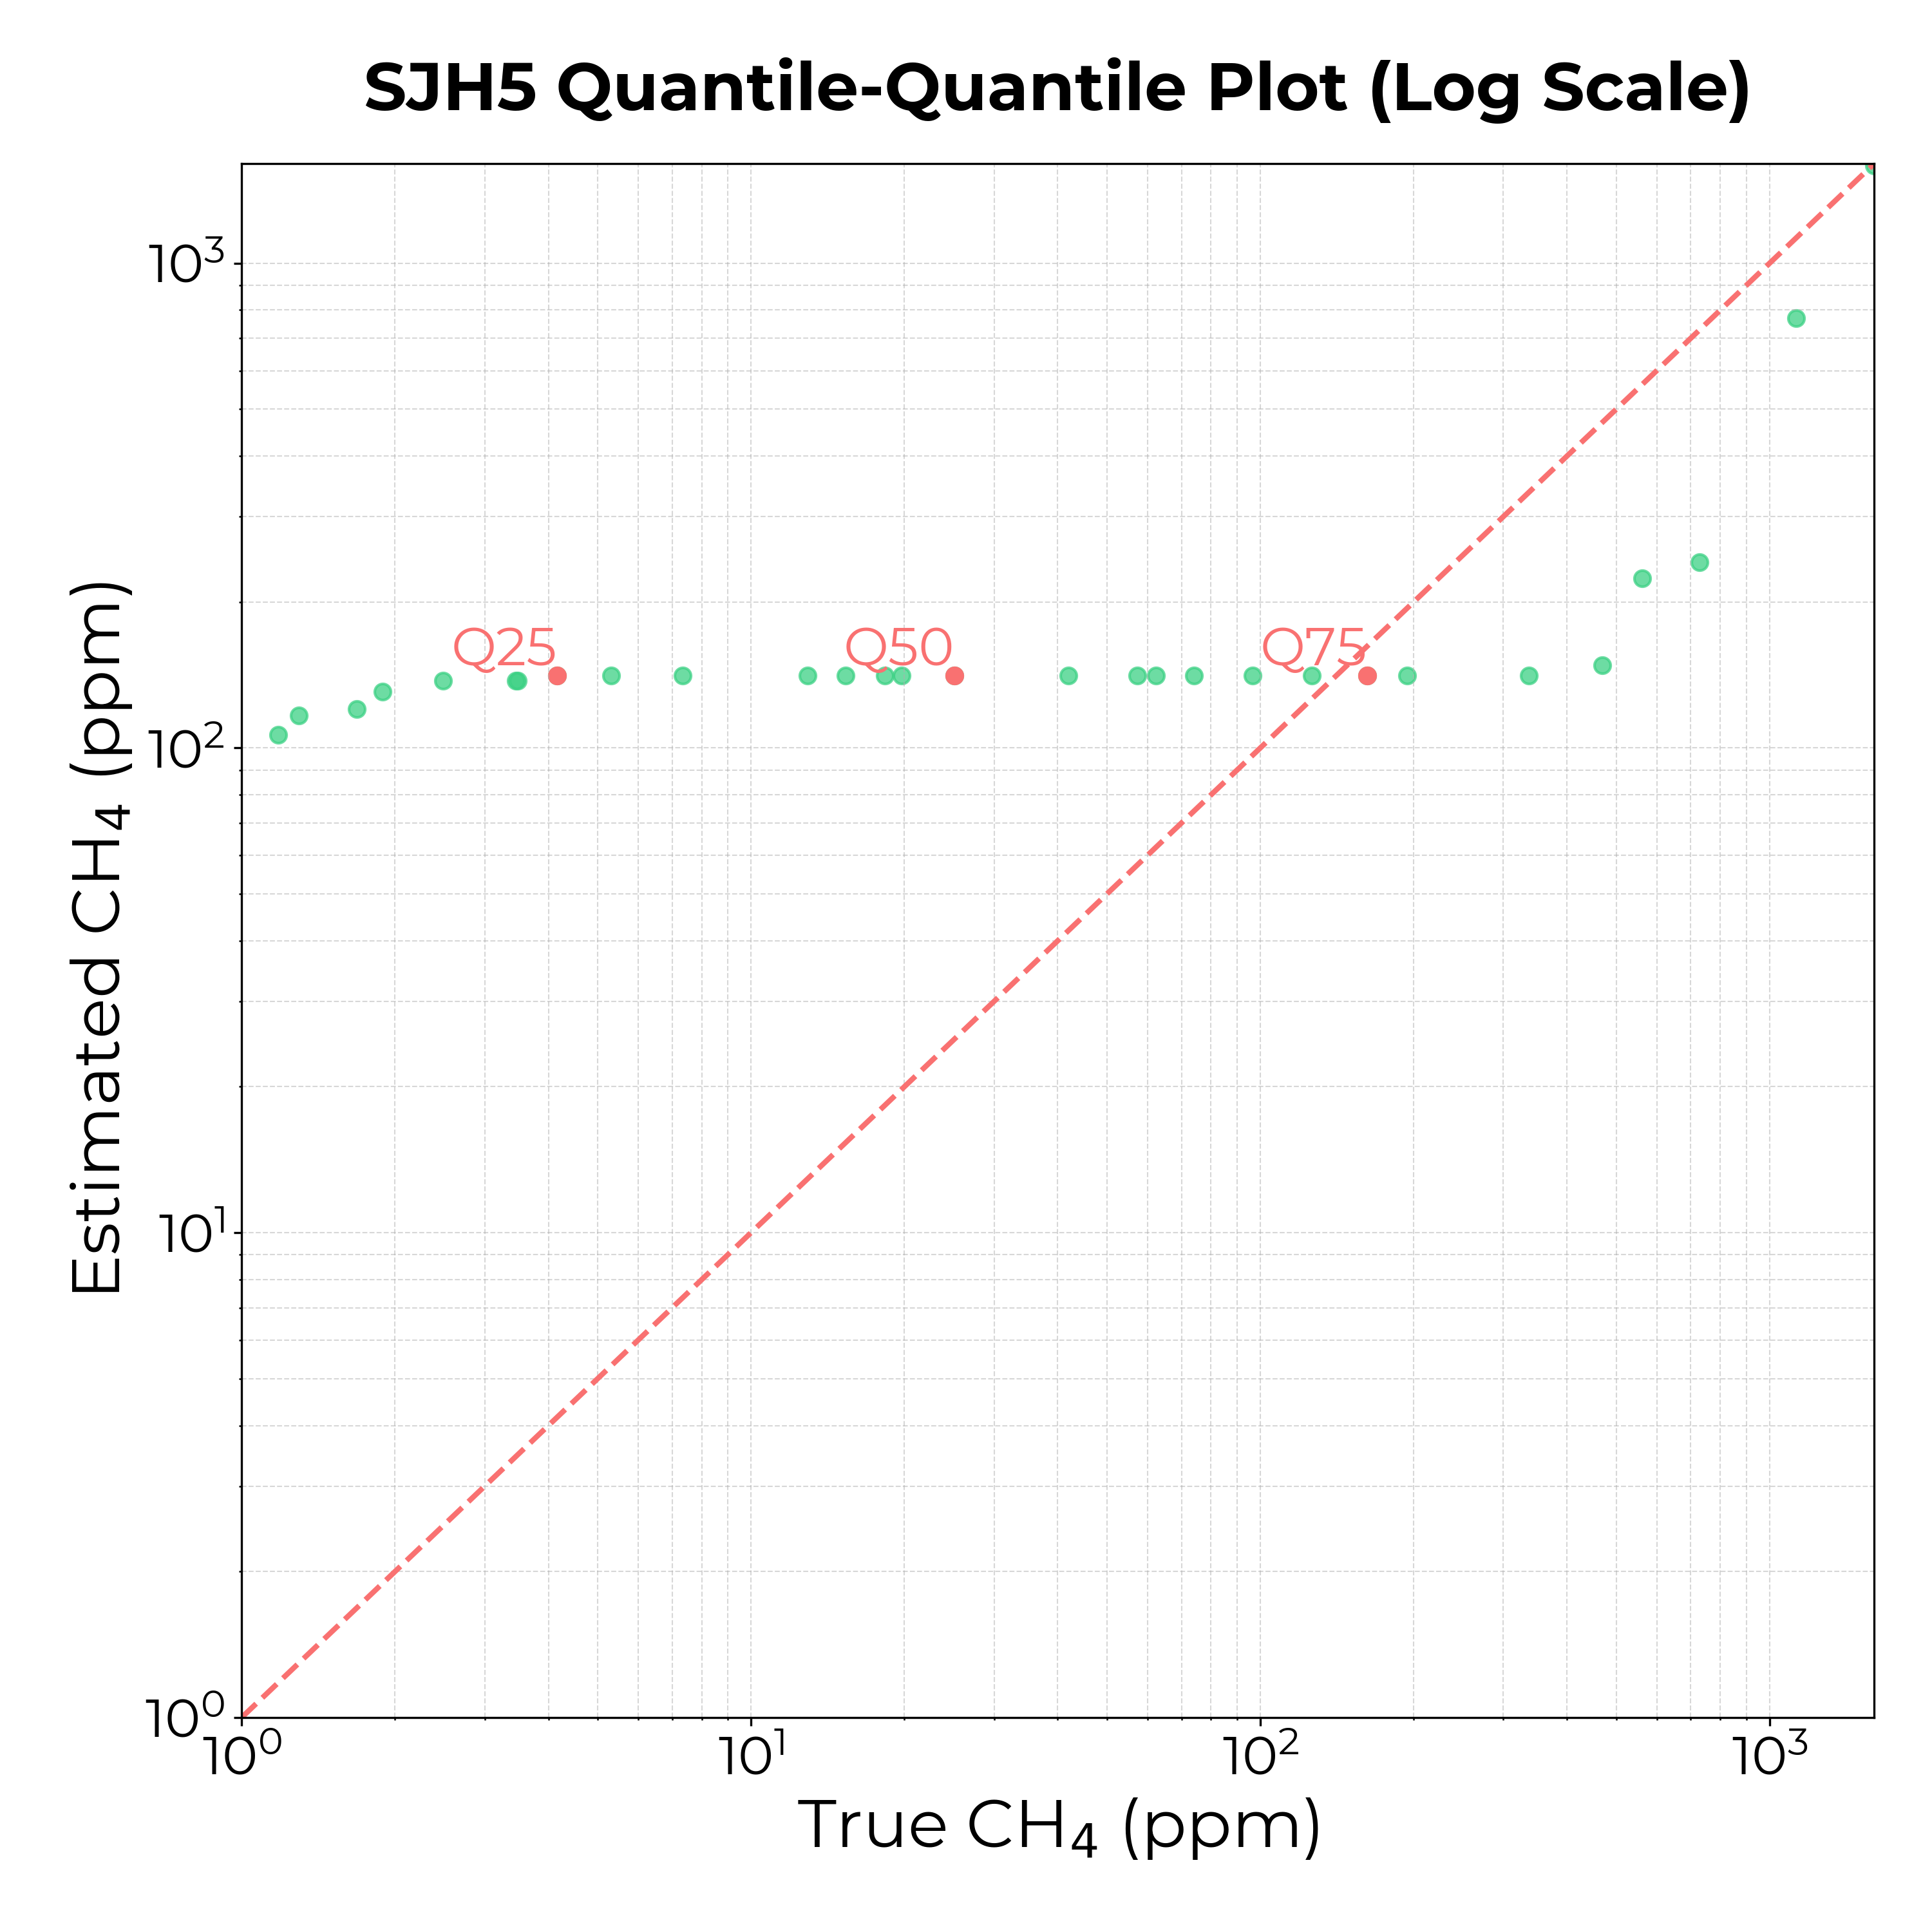 SJH5 Quantile-Quantile Plot (Log Scale)
Estimated CH₄ (ppm)
10³
10²
10¹
10⁰
Q25
Q50
Q75
10⁰
10¹
10²
10³
True CH₄ (ppm)